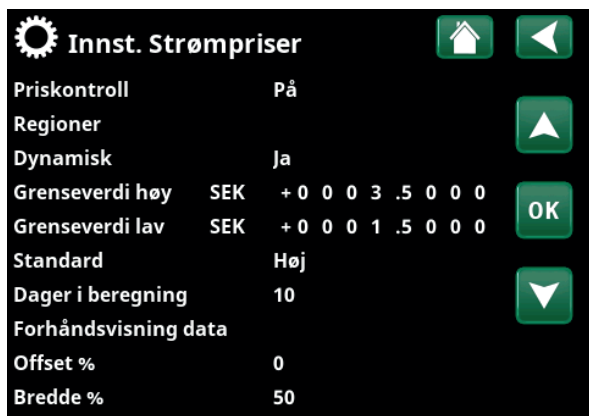 Innst. Strømpriser
Priskontroll På
Regioner
Dynamisk Ja
Grenseverdi høy SEK +0 0 0 3 .5 0 0 0
Grenseverdi lav SEK +0 0 0 1 .5 0 0 0
OK
Standard Høj
Dager i beregning 10
Forhåndsvisning data
Offset % 0
Bredde % 50